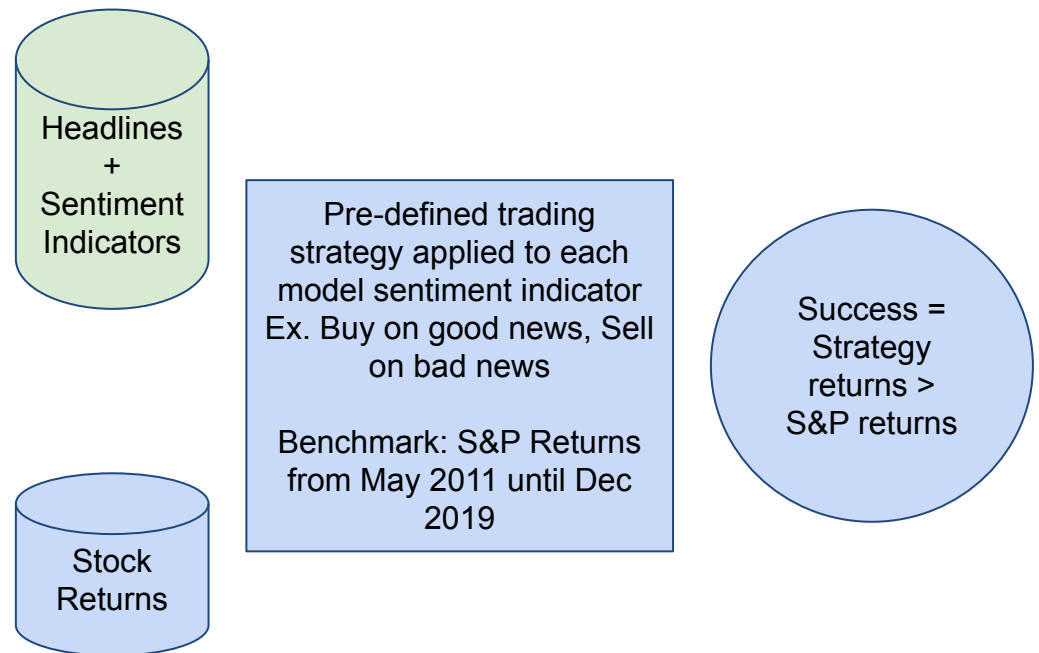 Headlines
+
Sentiment
Indicators
Pre-defined trading
strategy applied to each
model sentiment indicator
Ex. Buy on good news, Sell
on bad news
Benchmark: S&P Returns
from May 2011 until Dec
2019
Success =
Strategy
returns >
S&P returns
Stock
Returns